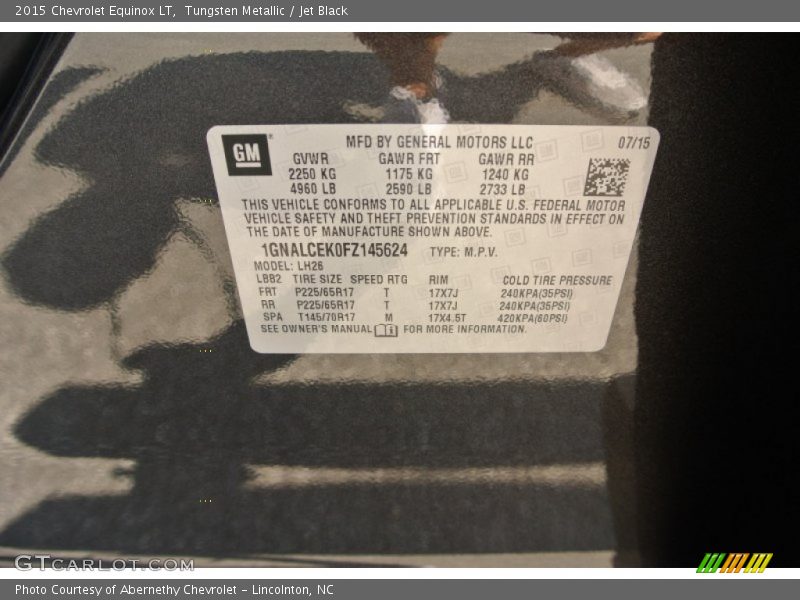 2015 Chevrolet Equinox LT, Tungsten Metallic / Jet Black
GM
MFD BY GENERAL MOTORS LLC 07/15
GVWR GAWR FRT GAWR RR
2250 KG 1175 KG 1240 KG
4960 LB 2590 LB 2733 LB
THIS VEHICLE CONFORMS TO ALL APPLICABLE U.S. FEDERAL MOTOR
VEHICLE SAFETY AND THEFT PREVENTION STANDARDS IN EFFECT ON
THE DATE OF MANUFACTURE SHOWN ABOVE.
1GNALCEK0FZ145624 TYPE: M.P.V.
MODEL: LH26
LBB2 TIRE SIZE SPEED RTG RIM COLD TIRE PRESSURE
FRT P225/65R17 T 17X7J 240KPA(35PSI)
RR P225/65R17 T 17X7J 240KPA(35PSI)
SPA T145/70R17 M 17X4.5T 420KPA(60PSI)
SEE OWNER'S MANUAL FOR MORE INFORMATION.
GTCARLOT.COM
Photo Courtesy of Abernethy Chevrolet - Lincolnton, NC